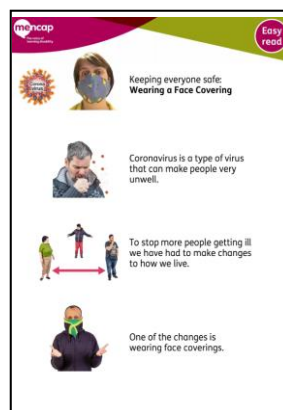 mencap
Easy
read
Keeping everyone safe:
Wearing a Face Covering
Coronavirus is a type of virus
that can make people very
unwell.
To stop more people getting ill
we have had to make changes
to how we live.
One of the changes is
wearing face coverings.